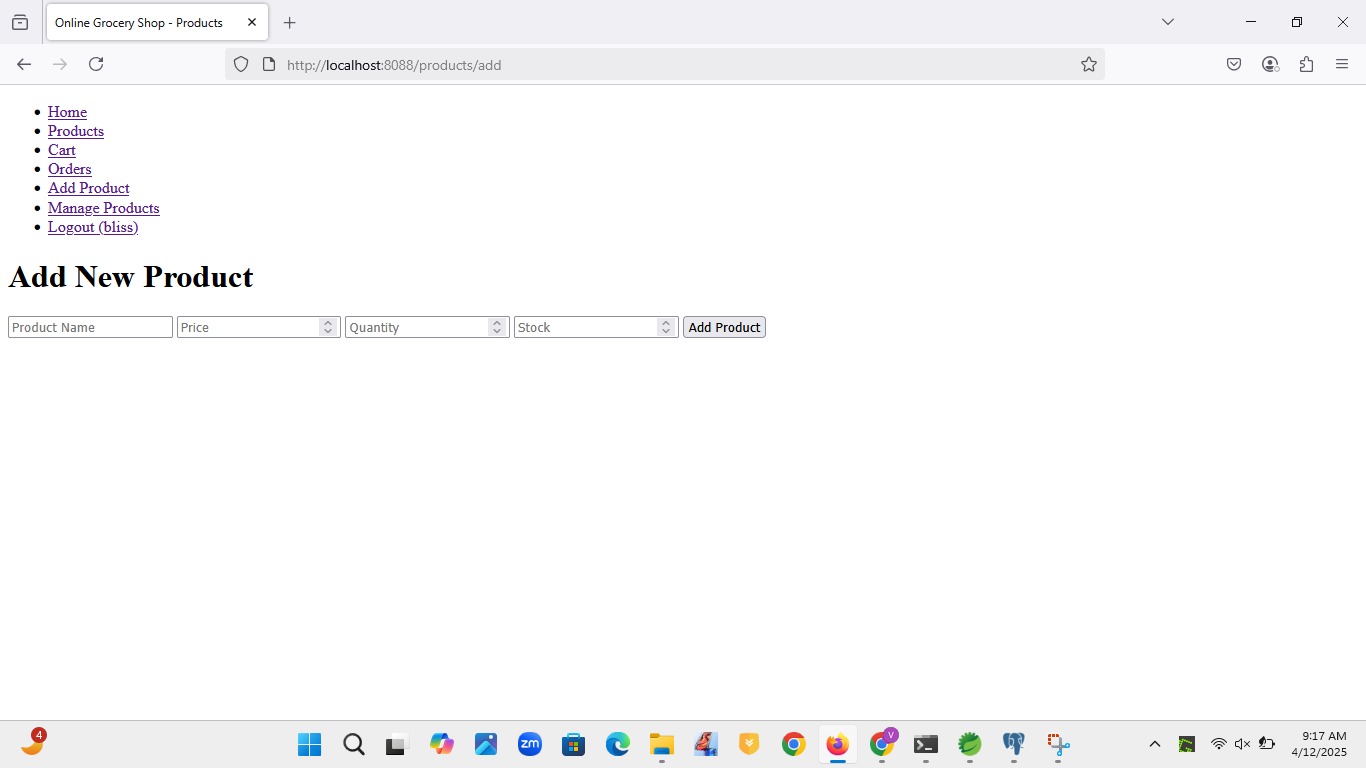 Online Grocery Shop - Products
http://localhost:8088/products/add
Home
Products
Cart
Orders
Add Product
Manage Products
Logout (bliss)
Add New Product
Product Name Price Quantity Stock Add Product
4
zm
V
9:17 AM
4/12/2025